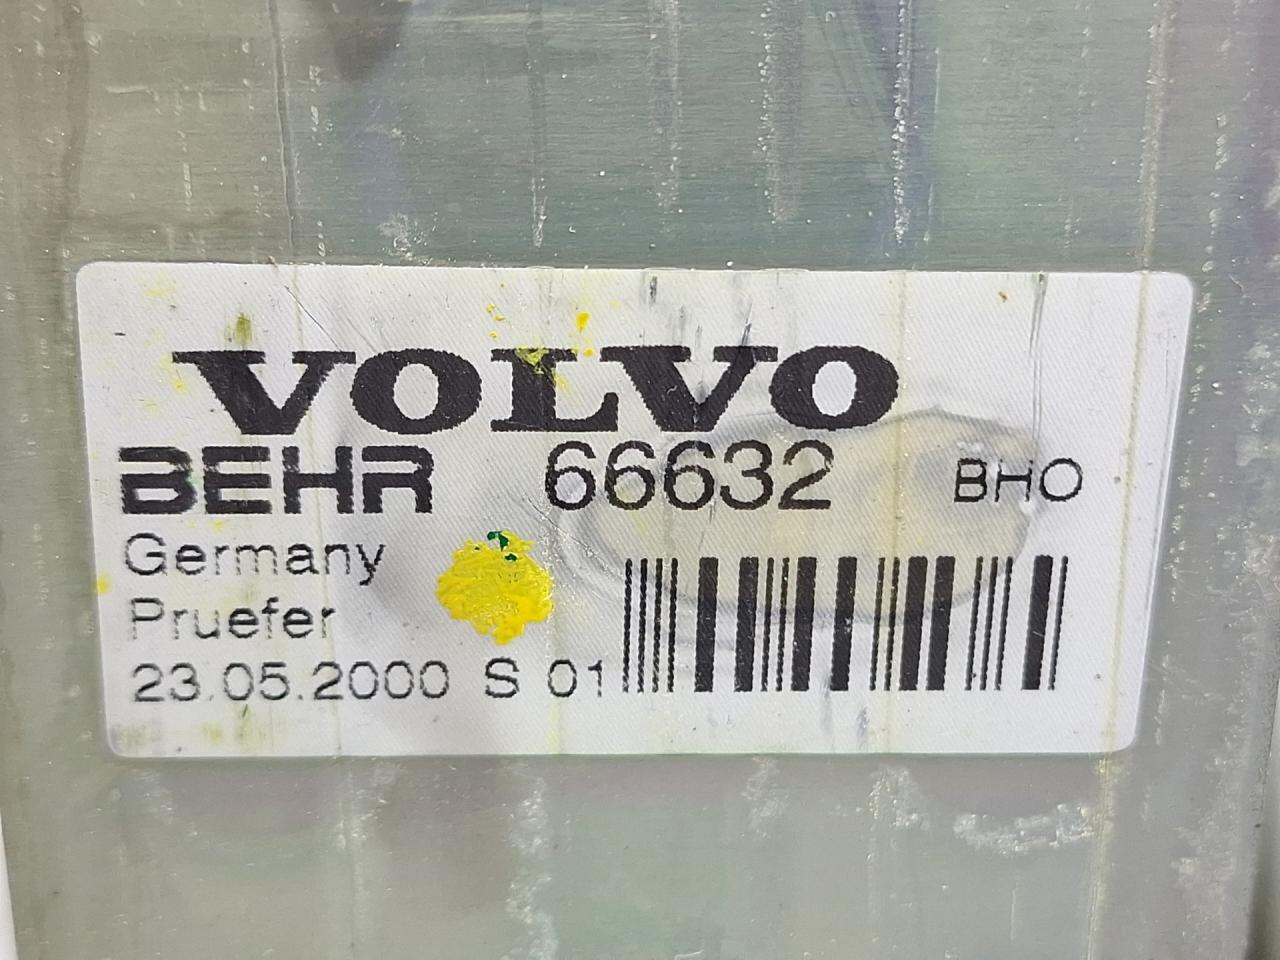 VOLVO
BEHR 66632 BHO
Germany
Pruefer
23.05.2000 S 01